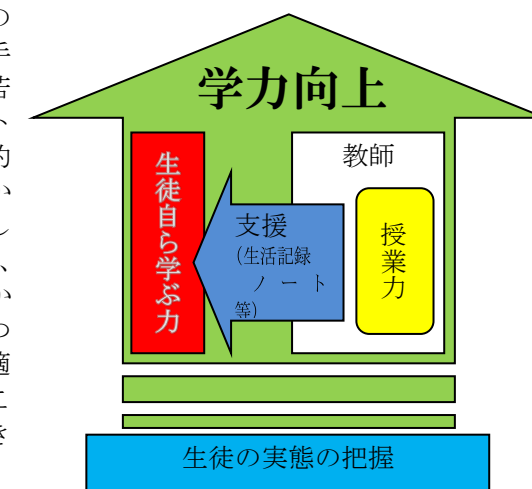 学力向上
教師
生徒自ら学ぶ力
支援
(生活記録
ノート
等)
授業力
生徒の実態の把握